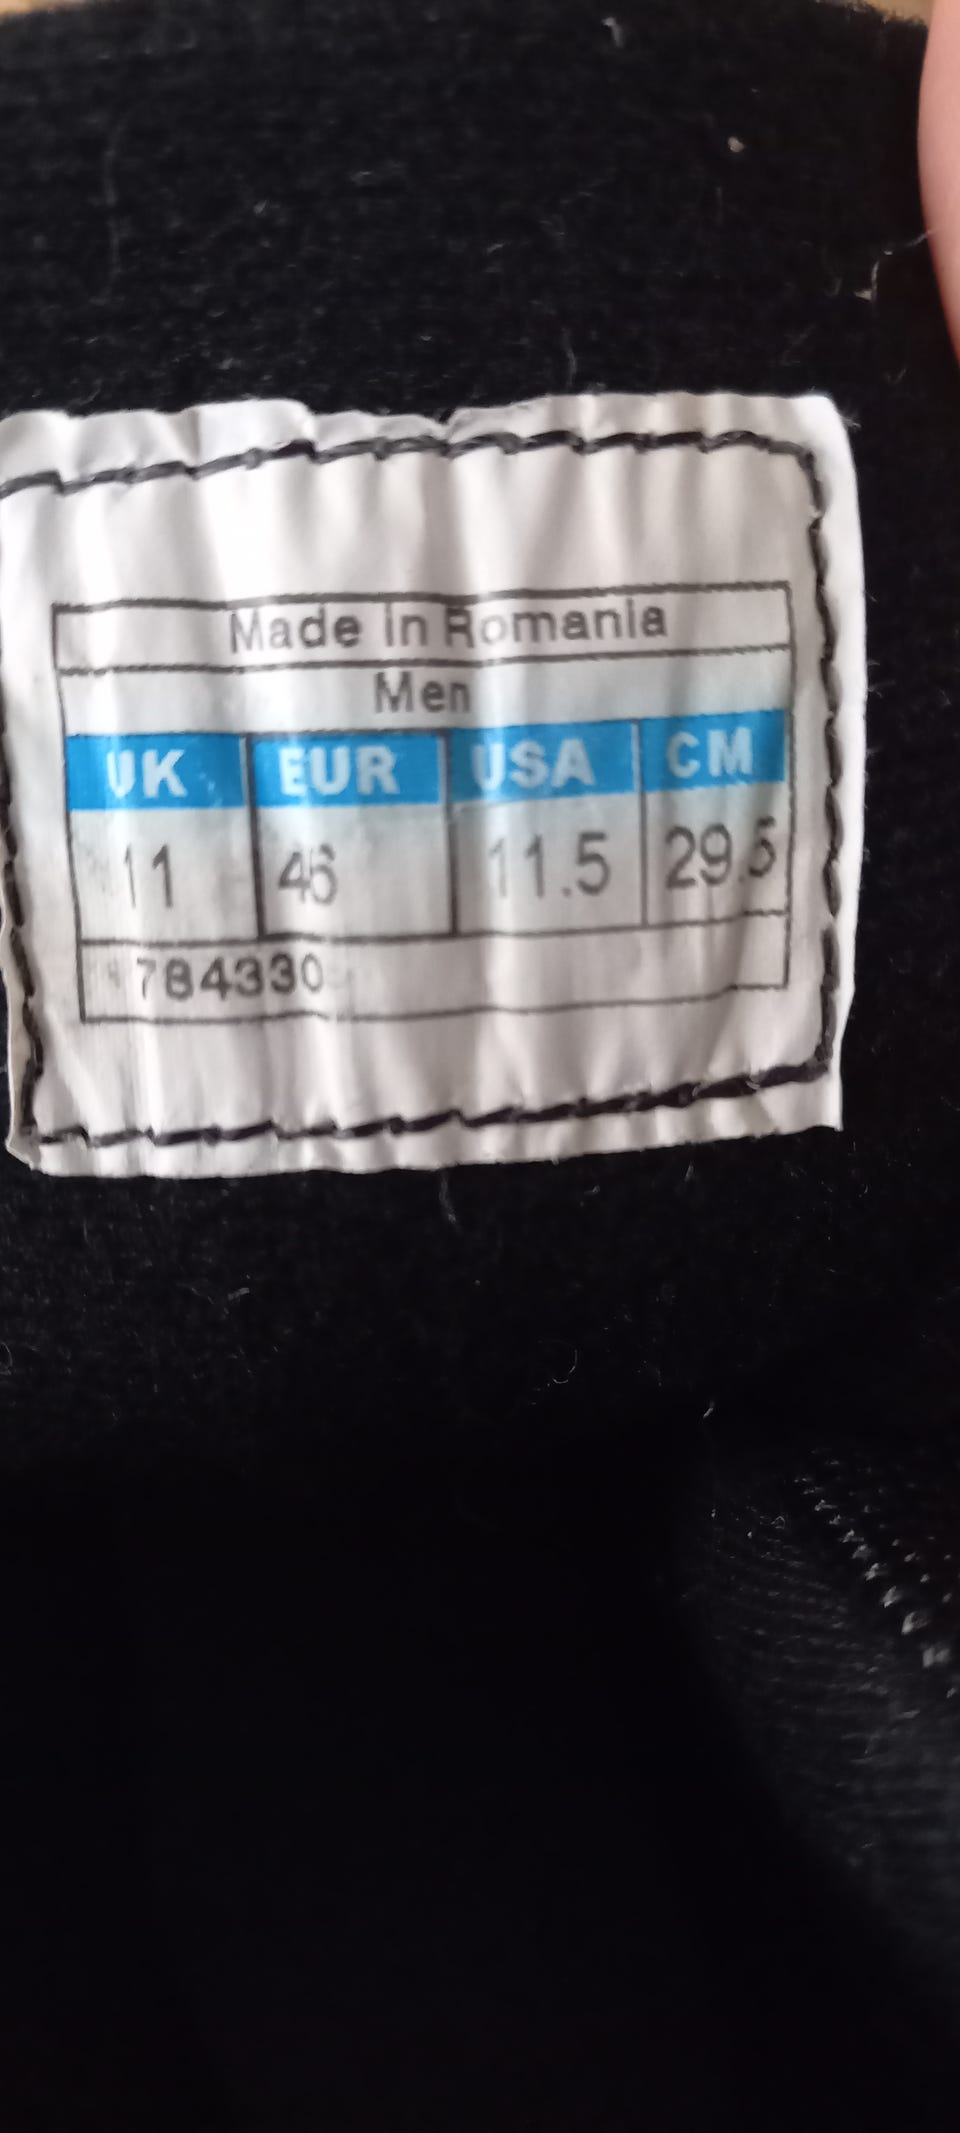 Made in Romania
Men
UK EUR USA CM
11 46 11.5 29.5
784330